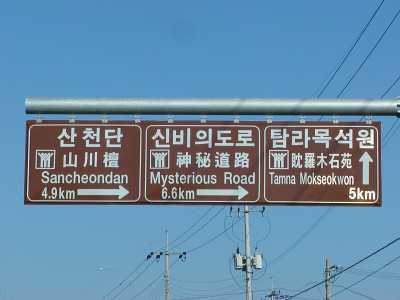 산천단
山川檀
Sancheondan
4.9km
신비의도로
神秘道路
Mysterious Road
6.6km
탐라목석원
眈羅木石苑
Tamna Mokseokwon
5km